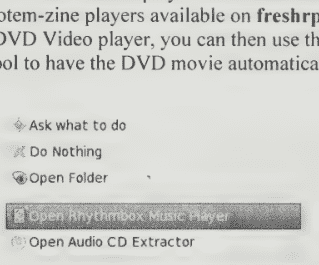 otem-zine players available on freshrp
DVD Video player, you can then use th
ool to have the DVD movie automatica
Ask what to do
Do Nothing
Open Folder
Open Rhythmbox Music Player
Open Audio CD Extractor